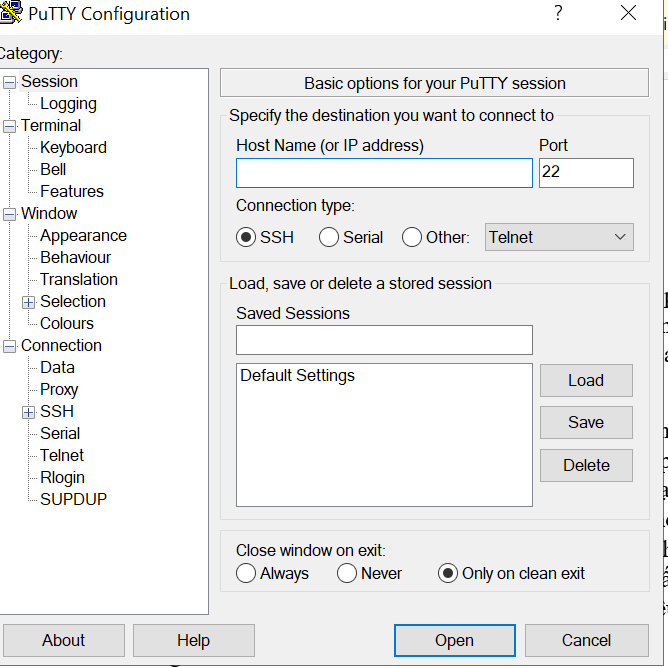 PuTTY Configuration
?
Category:
Session
Logging
Terminal
Keyboard
Bell
Features
Window
Appearance
Behaviour
Translation
Selection
Colours
Connection
Data
Proxy
SSH
Serial
Telnet
Rlogin
SUPDUP
Basic options for your PuTTY session
Specify the destination you want to connect to
Host Name (or IP address) Port
22
Connection type:
SSH Serial Other: Telnet
Load, save or delete a stored session
Saved Sessions
Default Settings
Load
Save
Delete
Close window on exit:
Always Never Only on clean exit
About Help Open Cancel